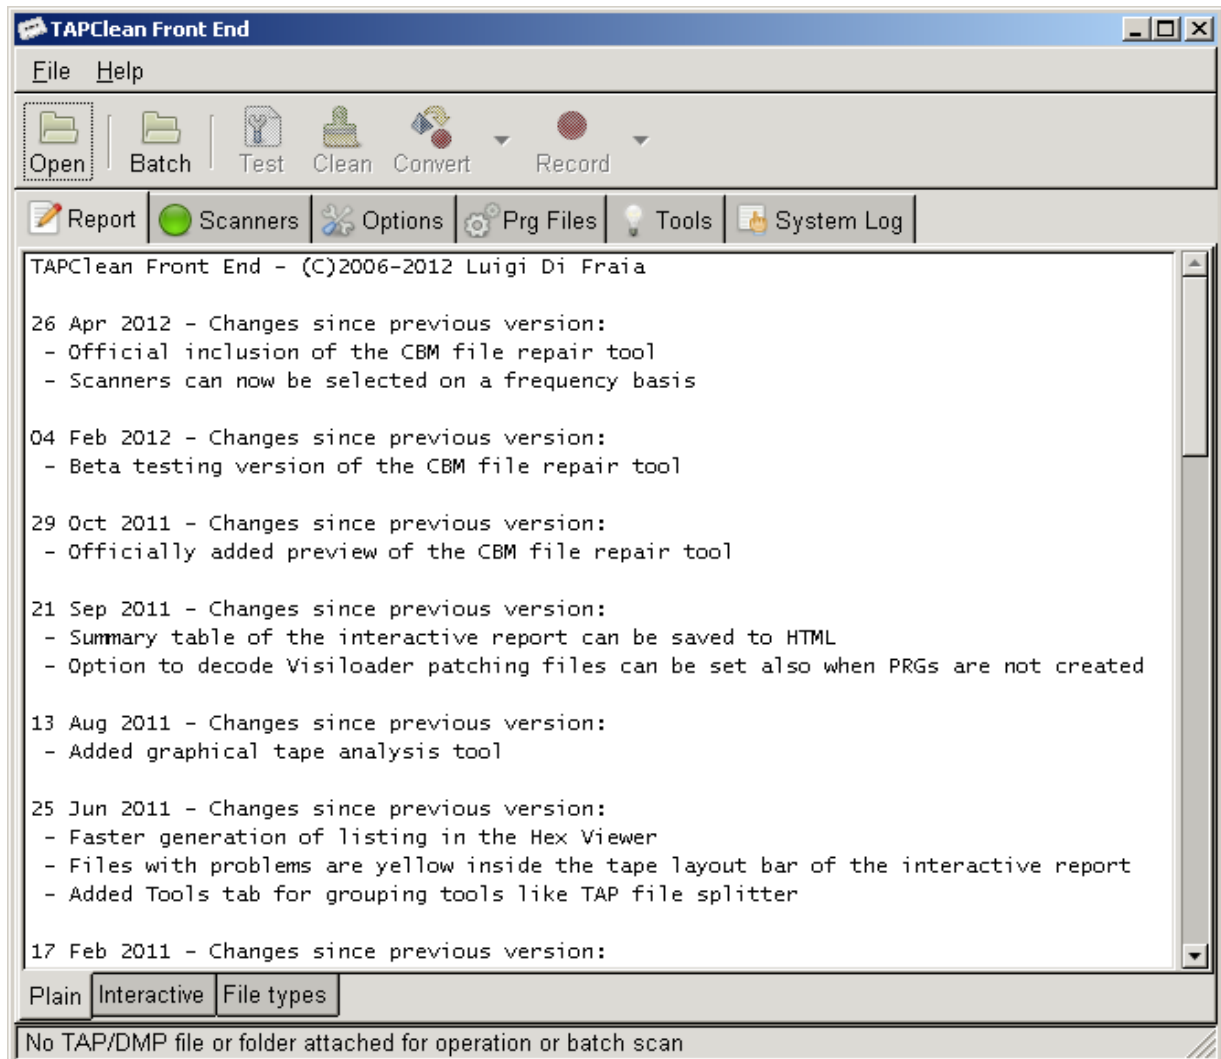 TAPClean Front End
File Help
Open Batch Test Clean Convert Record
Report Scanners Options Prg Files Tools System Log
TAPClean Front End - (C)2006-2012 Luigi Di Fraia
26 Apr 2012 - Changes since previous version:
- Official inclusion of the CBM file repair tool
- Scanners can now be selected on a frequency basis
04 Feb 2012 - Changes since previous version:
- Beta testing version of the CBM file repair tool
29 Oct 2011 - Changes since previous version:
- Officially added preview of the CBM file repair tool
21 Sep 2011 - Changes since previous version:
- Summary table of the interactive report can be saved to HTML
- Option to decode Visiloader patching files can be set also when PRGs are not created
13 Aug 2011 - Changes since previous version:
- Added graphical tape analysis tool
25 Jun 2011 - Changes since previous version:
- Faster generation of listing in the Hex Viewer
- Files with problems are yellow inside the tape layout bar of the interactive report
- Added Tools tab for grouping tools like TAP file splitter
17 Feb 2011 - Changes since previous version:
Plain Interactive File types
No TAP/DMP file or folder attached for operation or batch scan